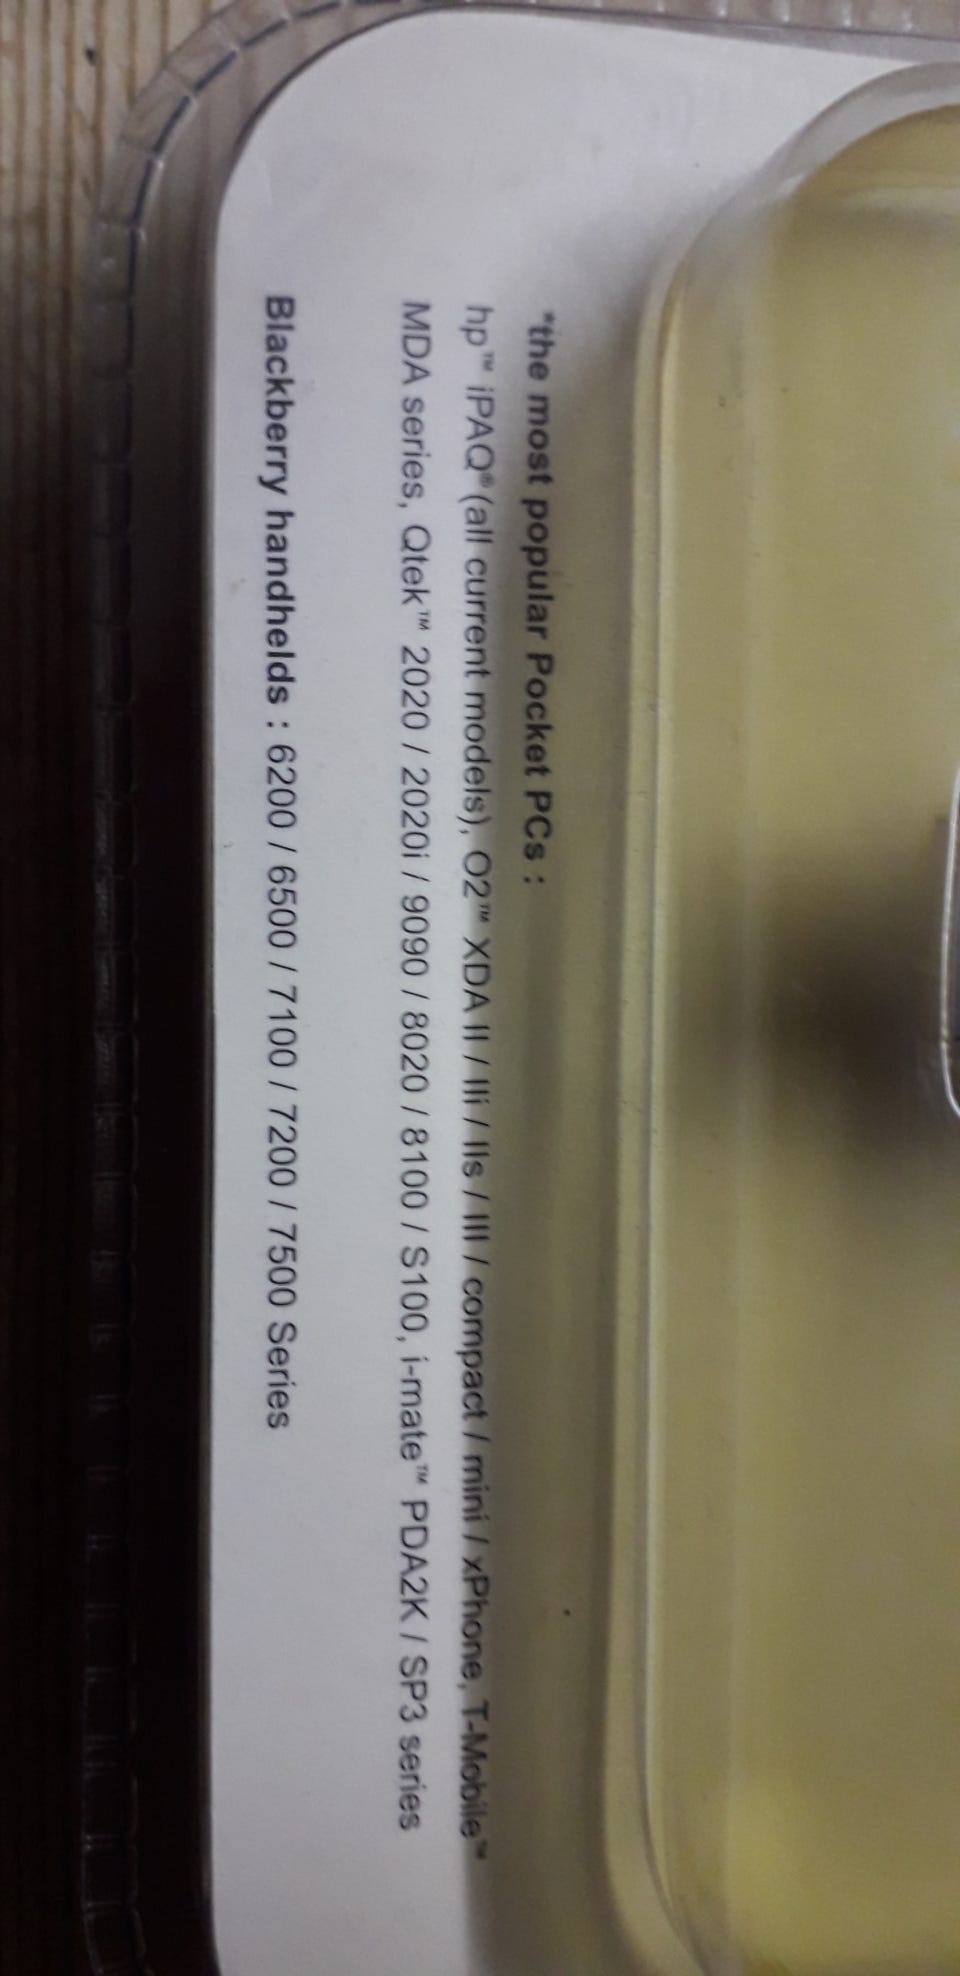 *the most popular Pocket PCs :
hp™ iPAQ® (all current models), O2™ XDA II / IIi / IIs / III / compact / mini / xPhone, T-Mobile™
MDA series, Qtek™ 2020 / 2020i / 9090 / 8020 / 8100 / S100, i-mate™ PDA2K / SP3 series
Blackberry handhelds : 6200 / 6500 / 7100 / 7200 / 7500 Series